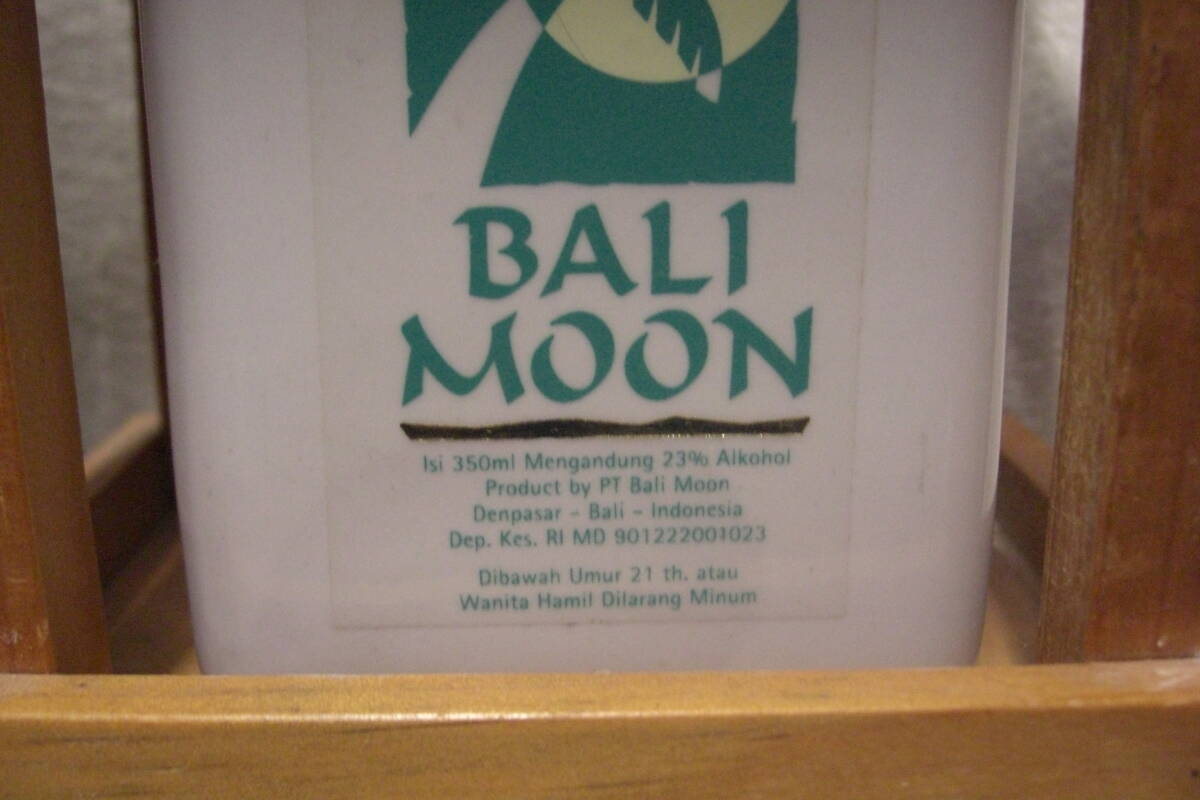 BALI
MOON
Isi 350ml Mengandung 23% Alkohol
Product by PT Bali Moon
Denpasar - Bali - Indonesia
Dep. Kes. RI MD 901222001023
Dibawah Umur 21 th. atau
Wanita Hamil Dilarang Minum